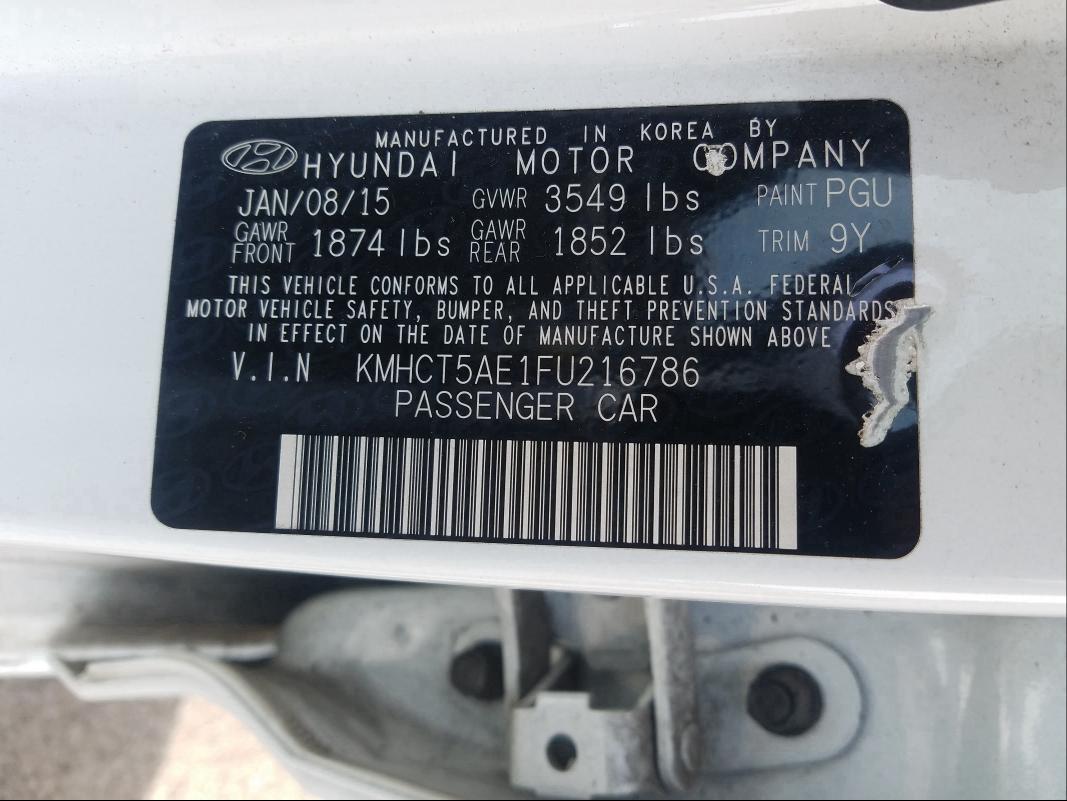 MANUFACTURED IN KOREA BY
HYUNDAI MOTOR COMPANY
JAN/08/15 GVWR 3549 lbs PAINT PGU
GAWR FRONT 1874 lbs GAWR REAR 1852 lbs TRIM 9Y
THIS VEHICLE CONFORMS TO ALL APPLICABLE U.S.A. FEDERAL
MOTOR VEHICLE SAFETY, BUMPER, AND THEFT PREVENTION STANDARDS
IN EFFECT ON THE DATE OF MANUFACTURE SHOWN ABOVE
V.I.N KMHCT5AE1FU216786
PASSENGER CAR